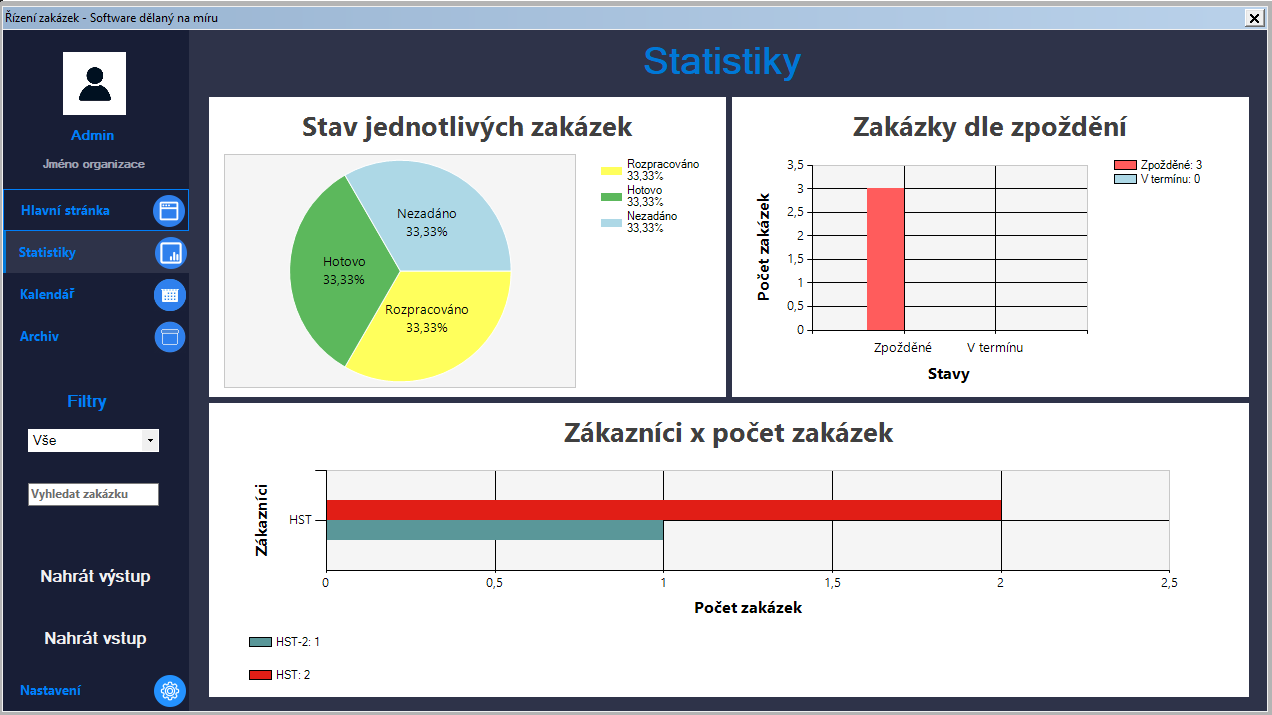 Řízení zakázek - Software dělaný na míru
Admin
Jméno organizace
Hlavní stránka
Statistiky
Kalendář
Archiv
Filtry
Vše
Vyhledat zakázku
Nahrát výstup
Nahrát vstup
Nastavení
Statistiky
Stav jednotlivých zakázek
Nezadáno
33,33%
Hotovo
33,33%
Rozpracováno
33,33%
Rozpracováno
33,33%
Hotovo
33,33%
Nezadáno
33,33%
Zakázky dle zpoždění
Počet zakázek
3,5
3
2,5
2
1,5
1
0,5
0
Zpožděné
V termínu
Stavy
Zpožděné: 3
V termínu: 0
Zákazníci x počet zakázek
Zákazníci
HST
0
0,5
1
1,5
2
2,5
Počet zakázek
HST-2: 1
HST: 2